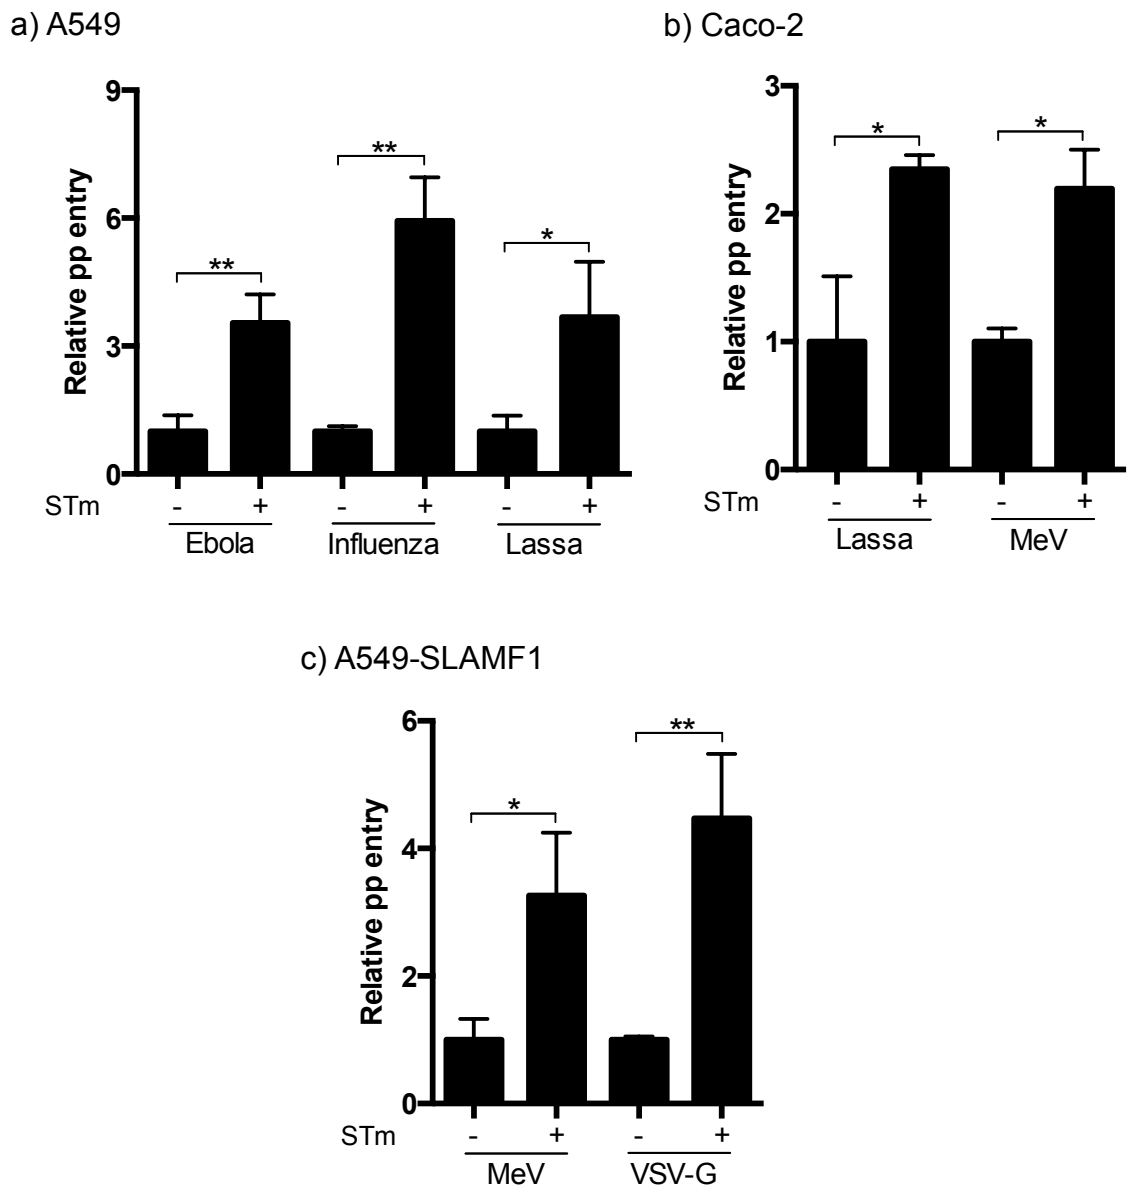 a) A549
9
6
3
0
Relative pp entry
**
**
*
STm - + - + - +
Ebola Influenza Lassa
b) Caco-2
3
2
1
0
Relative pp entry
*
*
STm - + - +
Lassa MeV
c) A549-SLAMF1
6
4
2
0
Relative pp entry
*
**
STm - + - +
MeV VSV-G